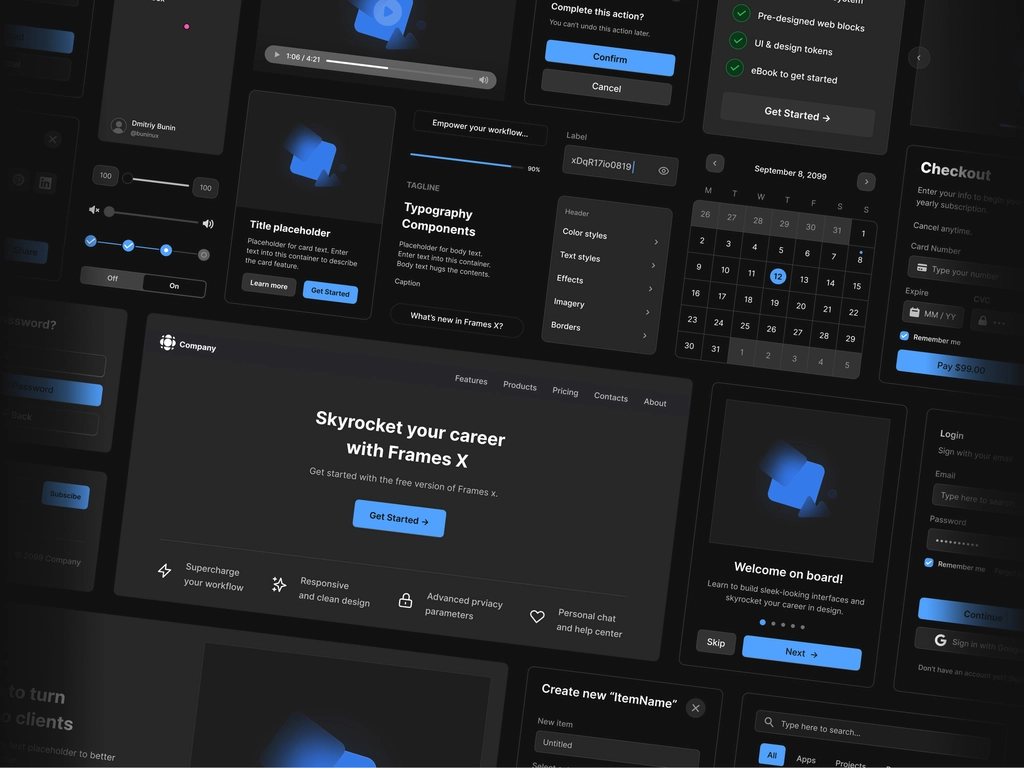 1:06 / 4:21
Complete this action?
You can't undo this action later.
Confirm
Cancel
Pre-designed web blocks
UI & design tokens
eBook to get started
Get Started →
Dmitriy Bunin
@buninux
100
100
Off
On
Title placeholder
Placeholder for card text. Enter
text into this container to describe
the card feature.
Learn more
Get Started
Empower your workflow...
90%
TAGLINE
Typography
Components
Placeholder for body text.
Enter text into this container.
Body text hugs the contents.
Caption
What's new in Frames X?
Label
xDqR17io0819
Header
Color styles
Text styles
Effects
Imagery
Borders
September 8, 2099
M T W T F S S
26 27 28 29 30 31 1
2 3 4 5 6 7 8
9 10 11 12 13 14 15
16 17 18 19 20 21 22
23 24 25 26 27 28 29
30 31 1 2 3 4 5
Checkout
Enter your info to begin
yearly subscription.
Cancel anytime.
Card Number
Type your number
Expire
CVC
MM / YY
Remember me
Pay $99.00
Password
Back
Subscibe
© 2099 Company
Company
Features
Products
Pricing
Contacts
About
Skyrocket your career
with Frames X
Get started with the free version of Frames x.
Get Started →
Supercharge
your workflow
Responsive
and clean design
Advanced prviacy
parameters
Personal chat
and help center
Welcome on board!
Learn to build sleek-looking interfaces and
skyrocket your career in design.
Skip
Next →
Login
Sign with your email
Email
Type here to search
Password
Remember me
Continue
Sign in with
Don't have an account yet?
to turn
clients
placeholder to better
Create new “ItemName”
New item
Untitled
Type here to search...
All
Apps
Projects